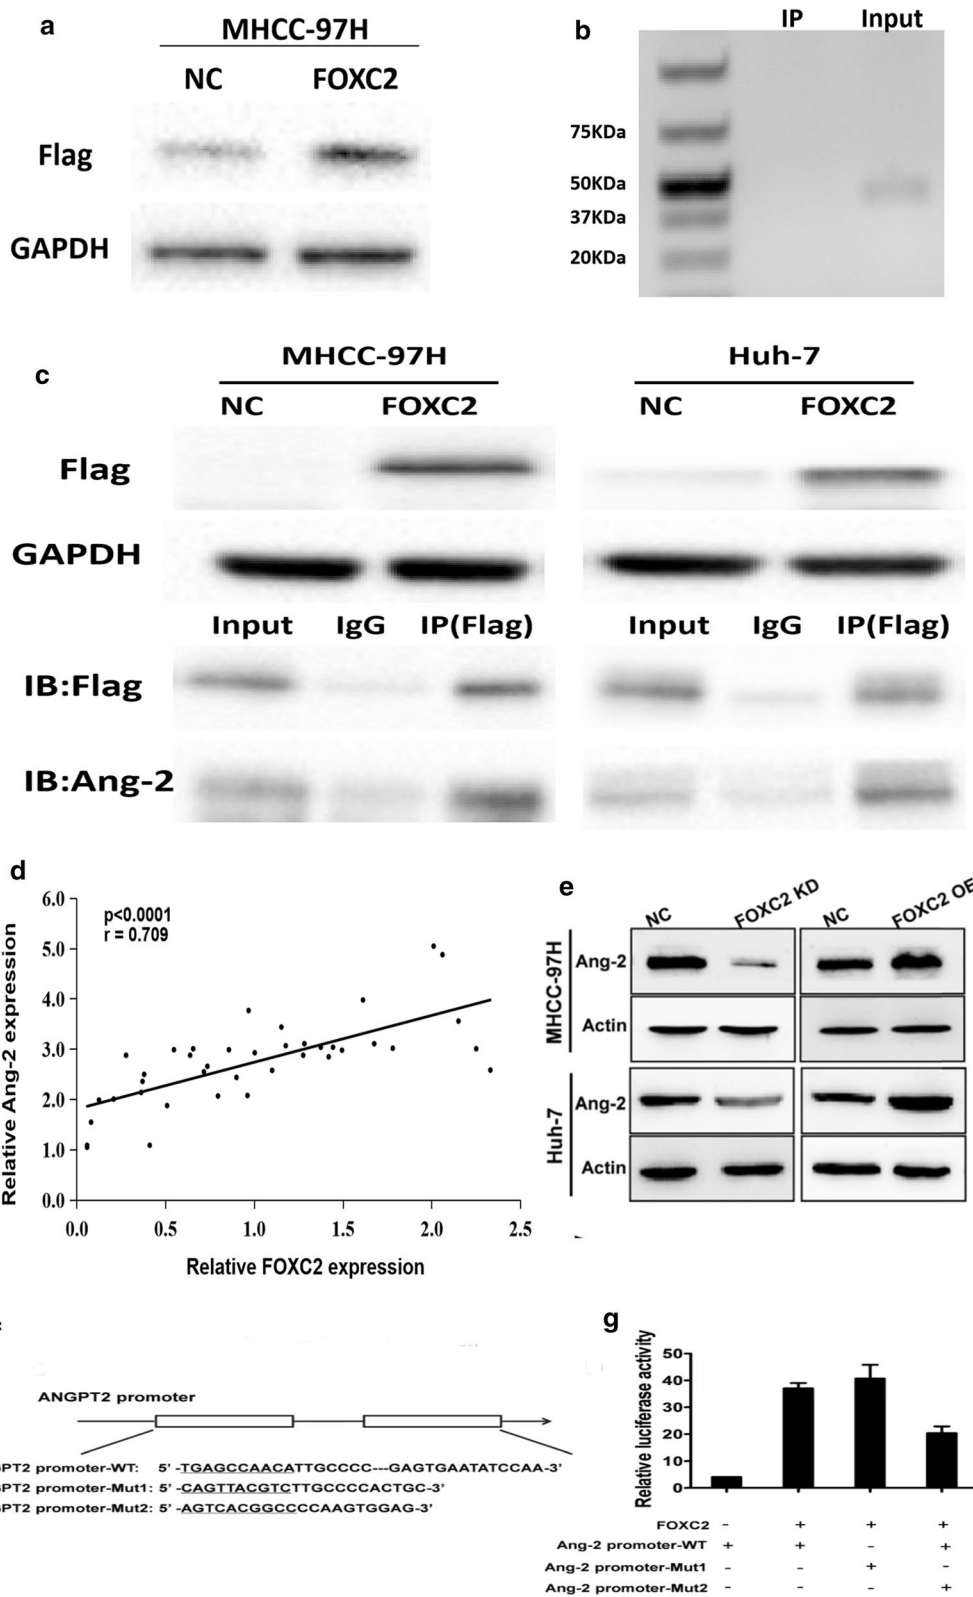 a
MHCC-97H
NC FOXC2
Flag
GAPDH
b
IP Input
75KDa
50KDa
37KDa
20KDa
c
MHCC-97H Huh-7
NC FOXC2 NC FOXC2
Flag
GAPDH
Input IgG IP(Flag) Input IgG IP(Flag)
IB:Flag
IB:Ang-2
d
p<0.0001
r = 0.709
Relative Ang-2 expression
6.0
5.0
4.0
3.0
2.0
1.0
0.0
0.0 0.5 1.0 1.5 2.0 2.5
Relative FOXC2 expression
e
NC FOXC2 KD NC FOXC2 OE
MHCC-97H
Ang-2
Actin
Huh-7
Ang-2
Actin
ANGPT2 promoter
GPT2 promoter-WT: 5' -TGAGCCAACATTGCCCC---GAGTGAATATCCAA-3'
GPT2 promoter-Mut1: 5' -CAGTTACGTCTTGCCCCACTGC-3'
GPT2 promoter-Mut2: 5' -AGTCACGGCCCCAAGTGGAG-3'
g
Relative luciferase activity
50
40
30
20
10
0
FOXC2 - + + +
Ang-2 promoter-WT + + - +
Ang-2 promoter-Mut1 - - + -
Ang-2 promoter-Mut2 - - - +